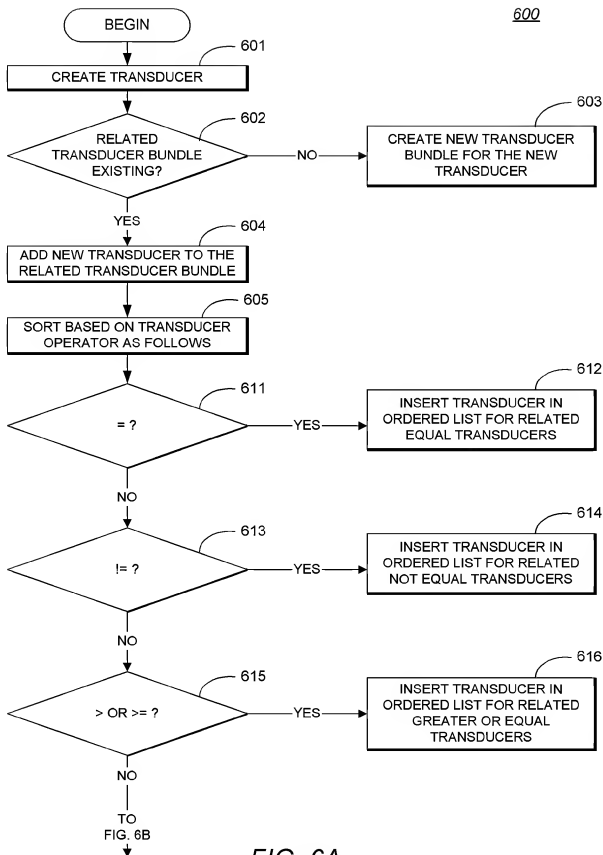 600
BEGIN
601
CREATE TRANSDUCER
602
RELATED
TRANSDUCER BUNDLE
EXISTING?
NO
603
CREATE NEW TRANSDUCER
BUNDLE FOR THE NEW
TRANSDUCER
YES
604
ADD NEW TRANSDUCER TO THE
RELATED TRANSDUCER BUNDLE
605
SORT BASED ON TRANSDUCER
OPERATOR AS FOLLOWS
611
= ?
YES
612
INSERT TRANSDUCER IN
ORDERED LIST FOR RELATED
EQUAL TRANSDUCERS
NO
613
!= ?
YES
614
INSERT TRANSDUCER IN
ORDERED LIST FOR RELATED
NOT EQUAL TRANSDUCERS
NO
615
> OR >= ?
YES
616
INSERT TRANSDUCER IN
ORDERED LIST FOR RELATED
GREATER OR EQUAL
TRANSDUCERS
NO
TO
FIG. 6B
FIG. 6A